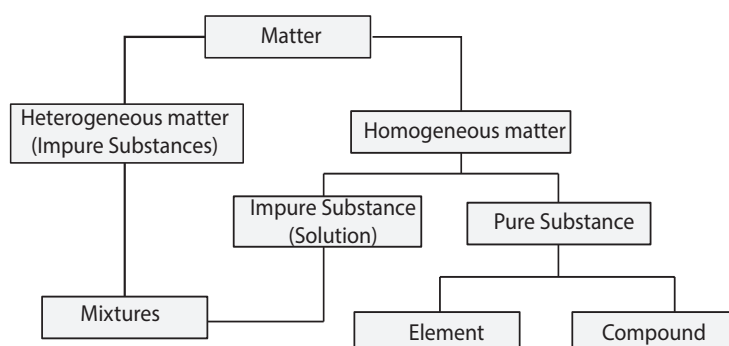 Matter
Heterogeneous matter
(Impure Substances)
Homogeneous matter
Impure Substance
(Solution)
Pure Substance
Mixtures
Element
Compound